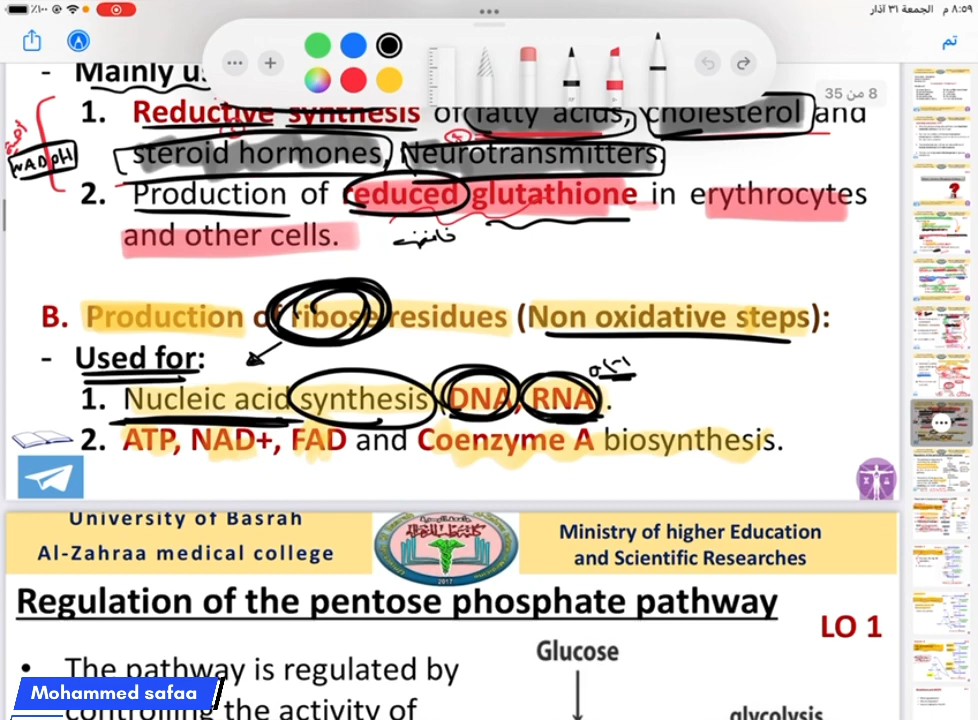 ٨:٥٩ م الجمعة ٣١ آذار
٪١٠٠
تم
8 من 35
- Mainly us
1. Reductive synthesis of fatty acids, cholesterol and
steroid hormones, Neurotransmitters.
NADPH
2. Production of reduced glutathione in erythrocytes
and other cells.
B. Production of ribose residues (Non oxidative steps):
- Used for:
1. Nucleic acid synthesis (DNA, RNA).
2. ATP, NAD+, FAD and Coenzyme A biosynthesis.
University of Basrah
Al-Zahraa medical college
Ministry of higher Education
and Scientific Researches
2017
Regulation of the pentose phosphate pathway
LO 1
• The pathway is regulated by
controlling the activity of
Glucose
glycolysis
Mohammed safaa